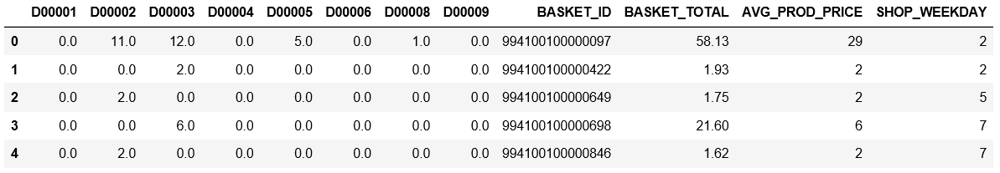 D00001 D00002 D00003 D00004 D00005 D00006 D00008 D00009 BASKET_ID BASKET_TOTAL AVG_PROD_PRICE SHOP_WEEKDAY
0 0.0 11.0 12.0 0.0 5.0 0.0 1.0 0.0 994100100000097 58.13 29 2
1 0.0 0.0 2.0 0.0 0.0 0.0 0.0 0.0 994100100000422 1.93 2 2
2 0.0 2.0 0.0 0.0 0.0 0.0 0.0 0.0 994100100000649 1.75 2 5
3 0.0 0.0 6.0 0.0 0.0 0.0 0.0 0.0 994100100000698 21.60 6 7
4 0.0 2.0 0.0 0.0 0.0 0.0 0.0 0.0 994100100000846 1.62 2 7